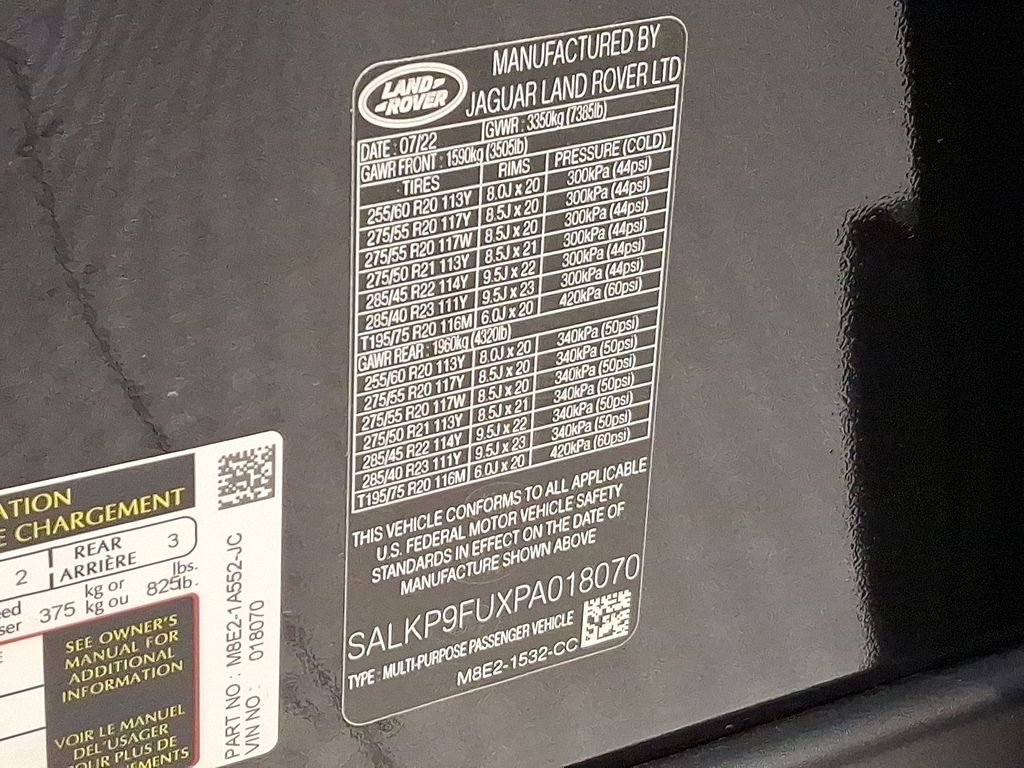 LAND-
-ROVER
MANUFACTURED BY
JAGUAR LAND ROVER LTD
DATE : 07/22 GVWR : 3350kg (7385lb)
GAWR FRONT : 1590kg (3505lb)
TIRES RIMS PRESSURE (COLD)
255/60 R20 113Y 8.0J x 20 300kPa (44psi)
275/55 R20 117Y 8.5J x 20 300kPa (44psi)
275/55 R20 117W 8.5J x 20 300kPa (44psi)
275/50 R21 113Y 8.5J x 21 300kPa (44psi)
285/45 R22 114Y 9.5J x 22 300kPa (44psi)
285/40 R23 111Y 9.5J x 23 300kPa (44psi)
T195/75 R20 116M 6.0J x 20 420kPa (60psi)
GAWR REAR : 1960kg (4320lb)
255/60 R20 113Y 8.0J x 20 340kPa (50psi)
275/55 R20 117Y 8.5J x 20 340kPa (50psi)
275/55 R20 117W 8.5J x 20 340kPa (50psi)
275/50 R21 113Y 8.5J x 21 340kPa (50psi)
285/45 R22 114Y 9.5J x 22 340kPa (50psi)
285/40 R23 111Y 9.5J x 23 340kPa (50psi)
T195/75 R20 116M 6.0J x 20 420kPa (60psi)
THIS VEHICLE CONFORMS TO ALL APPLICABLE
U.S. FEDERAL MOTOR VEHICLE SAFETY
STANDARDS IN EFFECT ON THE DATE OF
MANUFACTURE SHOWN ABOVE
SALKP9FUXPA018070
TYPE : MULTI-PURPOSE PASSENGER VEHICLE
M8E2-1532-CC
ATION
E CHARGEMENT
2 REAR 3
ARRIÈRE
eed 375 kg or 825 lbs.
ser kg ou lb.
SEE OWNER'S
MANUAL FOR
ADDITIONAL
INFORMATION
VOIR LE MANUEL
DE L'USAGER
POUR PLUS DE
EMENTS
PART NO : M8E2-1A552-JC
VIN NO : 018070